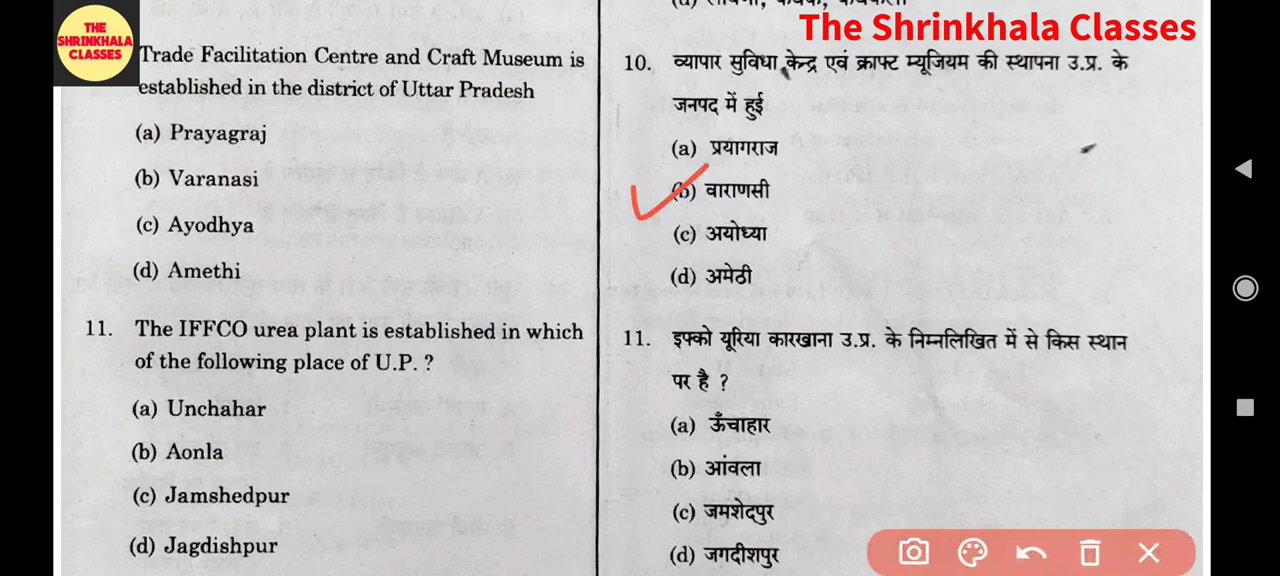 The Shrinkhala Classes
THE
SHRINKHALA
CLASSES
Trade Facilitation Centre and Craft Museum is
established in the district of Uttar Pradesh
(a) Prayagraj
(b) Varanasi
(c) Ayodhya
(d) Amethi
11. The IFFCO urea plant is established in which
of the following place of U.P. ?
(a) Unchahar
(b) Aonla
(c) Jamshedpur
(d) Jagdishpur
10. व्यापार सुविधा केन्द्र एवं क्राफ्ट म्यूजियम की स्थापना उ.प्र. के
जनपद में हुई
(a) प्रयागराज
(b) वाराणसी
(c) अयोध्या
(d) अमेठी
11. इफ्को यूरिया कारखाना उ.प्र. के निम्नलिखित में से किस स्थान
पर है ?
(a) ऊँचाहार
(b) आंवला
(c) जमशेदपुर
(d) जगदीशपुर